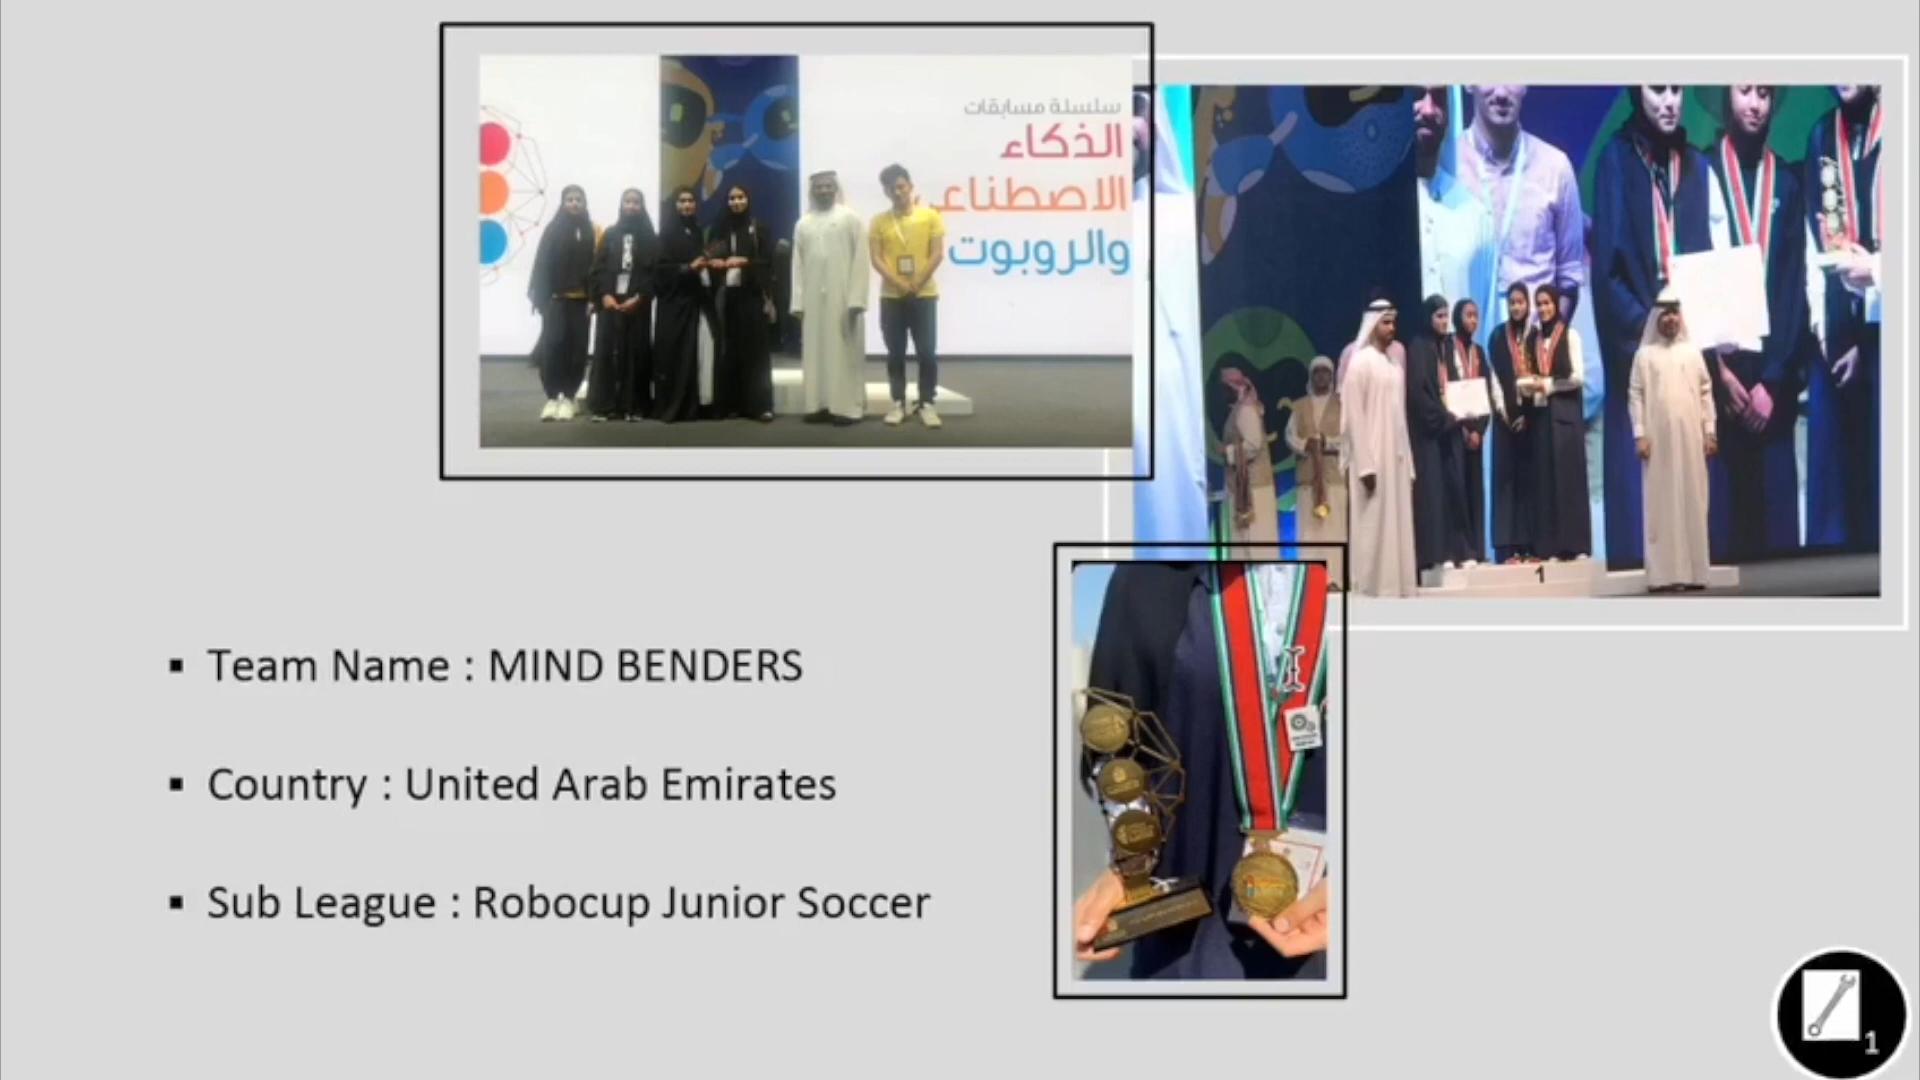 سلسلة مسابقات
الذكاء
الاصطناعي
والروبوت
1
▪ Team Name : MIND BENDERS
▪ Country : United Arab Emirates
▪ Sub League : Robocup Junior Soccer
1